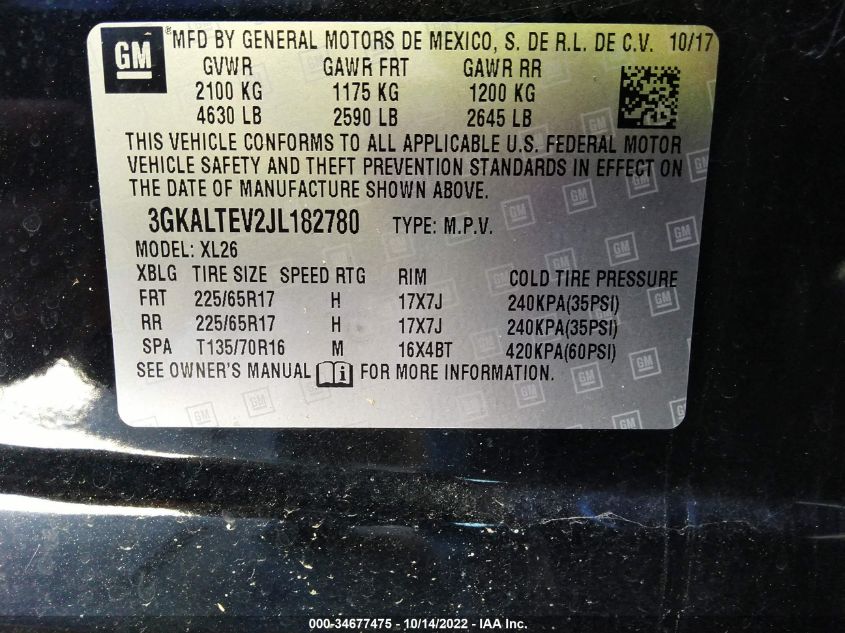 GM ® MFD BY GENERAL MOTORS DE MEXICO, S. DE R.L. DE C.V. 10/17
GVWR GAWR FRT GAWR RR
2100 KG 1175 KG 1200 KG
4630 LB 2590 LB 2645 LB
THIS VEHICLE CONFORMS TO ALL APPLICABLE U.S. FEDERAL MOTOR
VEHICLE SAFETY AND THEFT PREVENTION STANDARDS IN EFFECT ON
THE DATE OF MANUFACTURE SHOWN ABOVE.
3GKALTEV2JL182780 TYPE: M.P.V.
MODEL: XL26
XBLG TIRE SIZE SPEED RTG RIM COLD TIRE PRESSURE
FRT 225/65R17 H 17X7J 240KPA(35PSI)
RR 225/65R17 H 17X7J 240KPA(35PSI)
SPA T135/70R16 M 16X4BT 420KPA(60PSI)
SEE OWNER'S MANUAL i FOR MORE INFORMATION.
000-34677475 - 10/14/2022 - IAA Inc.